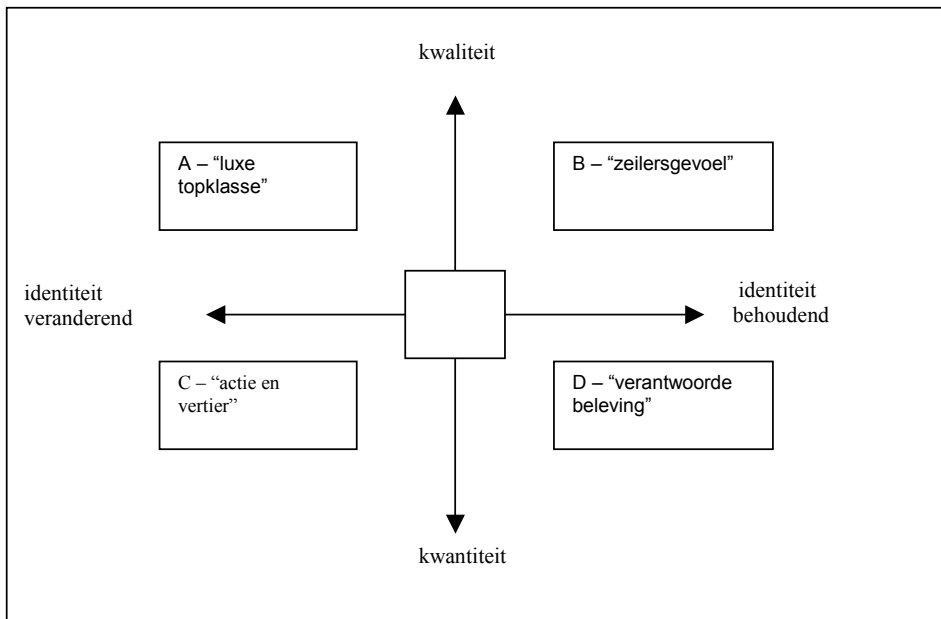 kwaliteit
A – “luxe
topklasse”
B – “zeilersgevoel”
identiteit
veranderend
identiteit
behoudend
C – “actie en
vertier”
D – “verantwoorde
beleving”
kwantiteit